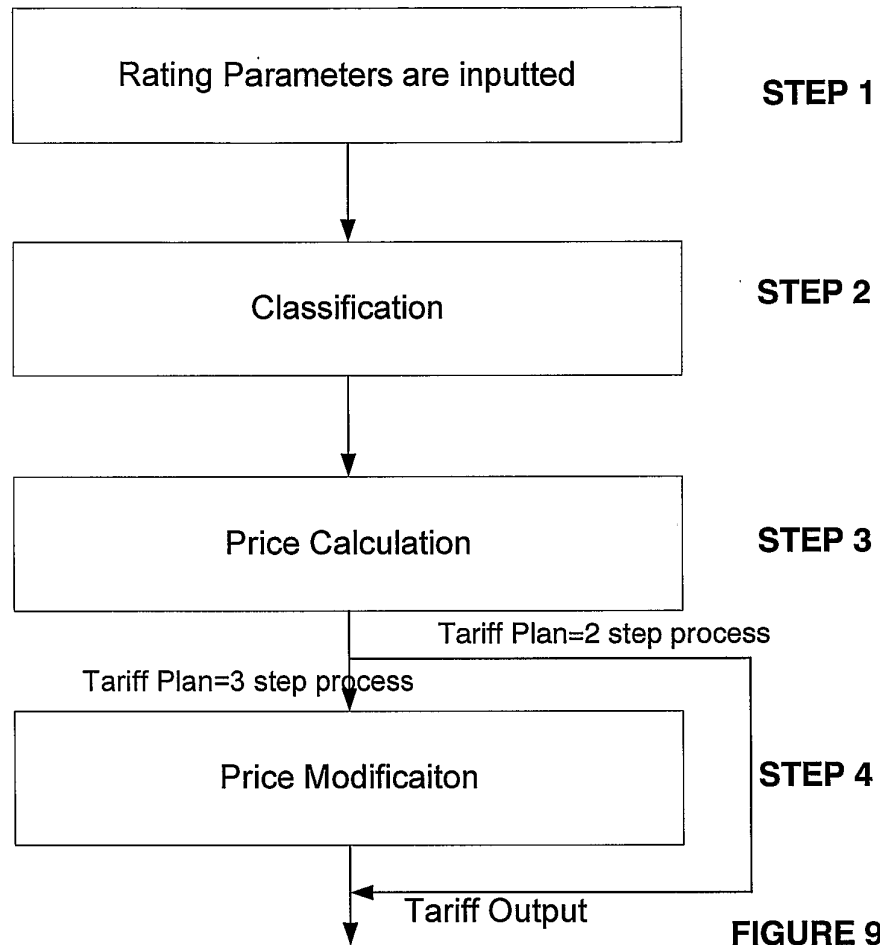 Rating Parameters are inputted
STEP 1
Classification
STEP 2
Price Calculation
STEP 3
Tariff Plan=2 step process
Tariff Plan=3 step process
Price Modificaiton
STEP 4
Tariff Output
FIGURE 9